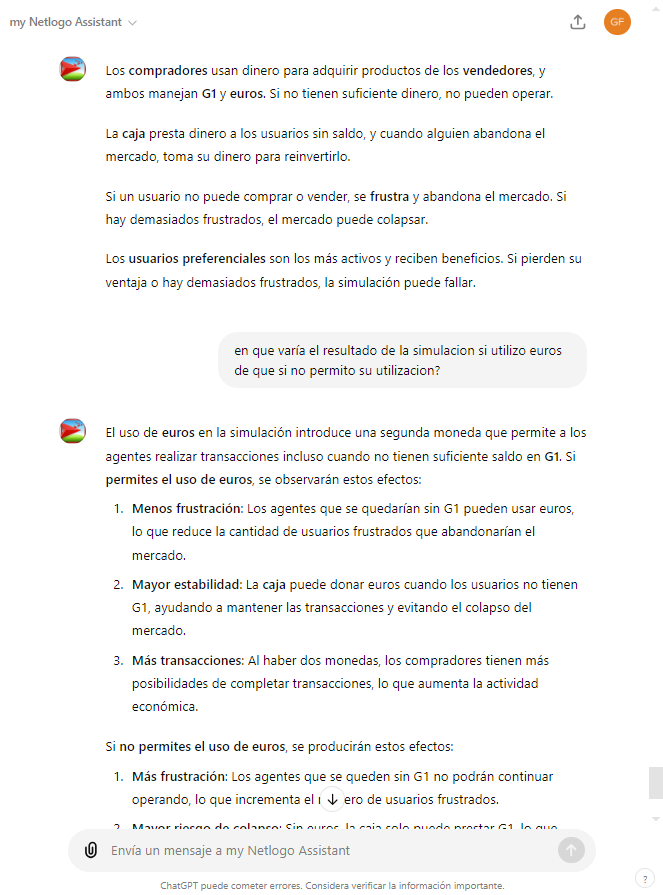 my Netlogo Assistant
GF
Los compradores usan dinero para adquirir productos de los vendedores, y
ambos manejan G1 y euros. Si no tienen suficiente dinero, no pueden operar.
La caja presta dinero a los usuarios sin saldo, y cuando alguien abandona el
mercado, toma su dinero para reinvertirlo.
Si un usuario no puede comprar o vender, se frustra y abandona el mercado. Si
hay demasiados frustrados, el mercado puede colapsar.
Los usuarios preferenciales son los más activos y reciben beneficios. Si pierden su
ventaja o hay demasiados frustrados, la simulación puede fallar.
en que varía el resultado de la simulacion si utilizo euros
de que si no permito su utilizacion?
El uso de euros en la simulación introduce una segunda moneda que permite a los
agentes realizar transacciones incluso cuando no tienen suficiente saldo en G1. Si
permites el uso de euros, se observarán estos efectos:
1. Menos frustración: Los agentes que se quedarían sin G1 pueden usar euros,
lo que reduce la cantidad de usuarios frustrados que abandonarían el
mercado.
2. Mayor estabilidad: La caja puede donar euros cuando los usuarios no tienen
G1, ayudando a mantener las transacciones y evitando el colapso del
mercado.
3. Más transacciones: Al haber dos monedas, los compradores tienen más
posibilidades de completar transacciones, lo que aumenta la actividad
económica.
Si no permites el uso de euros, se producirán estos efectos:
1. Más frustración: Los agentes que se queden sin G1 no podrán continuar
operando, lo que incrementa el ero de usuarios frustrados.
2. Mayor riesgo de colapso: Sin euros, la caja solo puede prestar G1, lo que
Envía un mensaje a my Netlogo Assistant
ChatGPT puede cometer errores. Considera verificar la información importante.
?